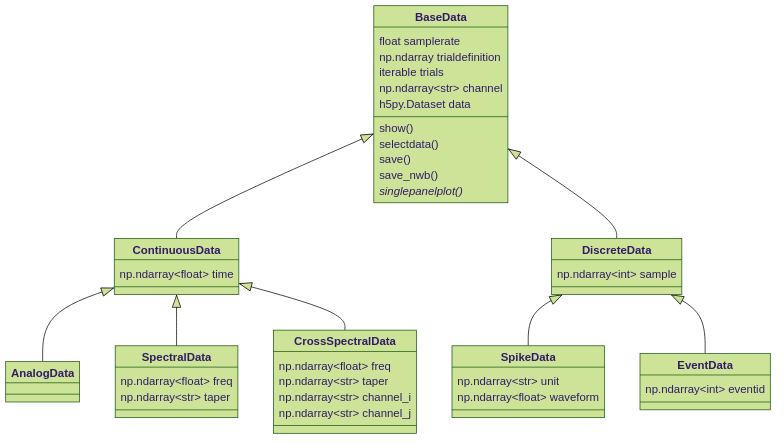 BaseData
float samplerate
np.ndarray trialdefinition
iterable trials
np.ndarray<str> channel
h5py.Dataset data
show()
selectdata()
save()
save_nwb()
singlepanelplot()
ContinuousData
np.ndarray<float> time
DiscreteData
np.ndarray<int> sample
AnalogData
SpectralData
np.ndarray<float> freq
np.ndarray<str> taper
CrossSpectralData
np.ndarray<float> freq
np.ndarray<str> taper
np.ndarray<str> channel_i
np.ndarray<str> channel_j
SpikeData
np.ndarray<str> unit
np.ndarray<float> waveform
EventData
np.ndarray<int> eventid